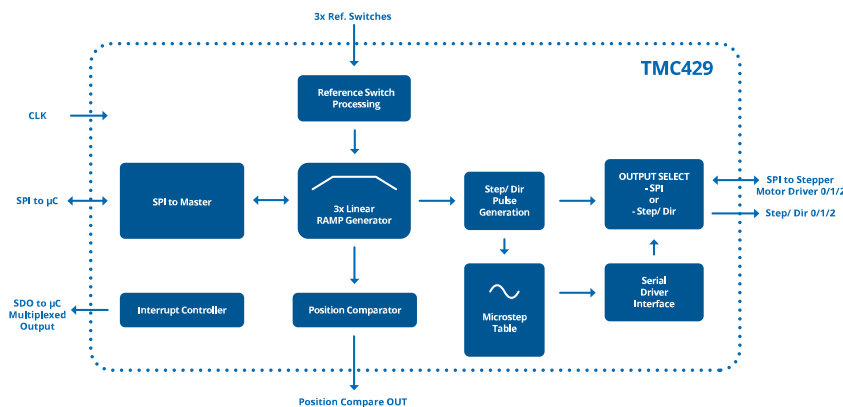 3x Ref. Switches
TMC429
Reference Switch
Processing
CLK
SPI to µC
SPI to Master
3x Linear
RAMP Generator
Step/ Dir
Pulse
Generation
OUTPUT SELECT
- SPI
or
- Step/ Dir
SPI to Stepper
Motor Driver 0/1/2
Step/ Dir 0/1/2
SDO to µC
Multiplexed
Output
Interrupt Controller
Position Comparator
Microstep
Table
Serial
Driver
Interface
Position Compare OUT